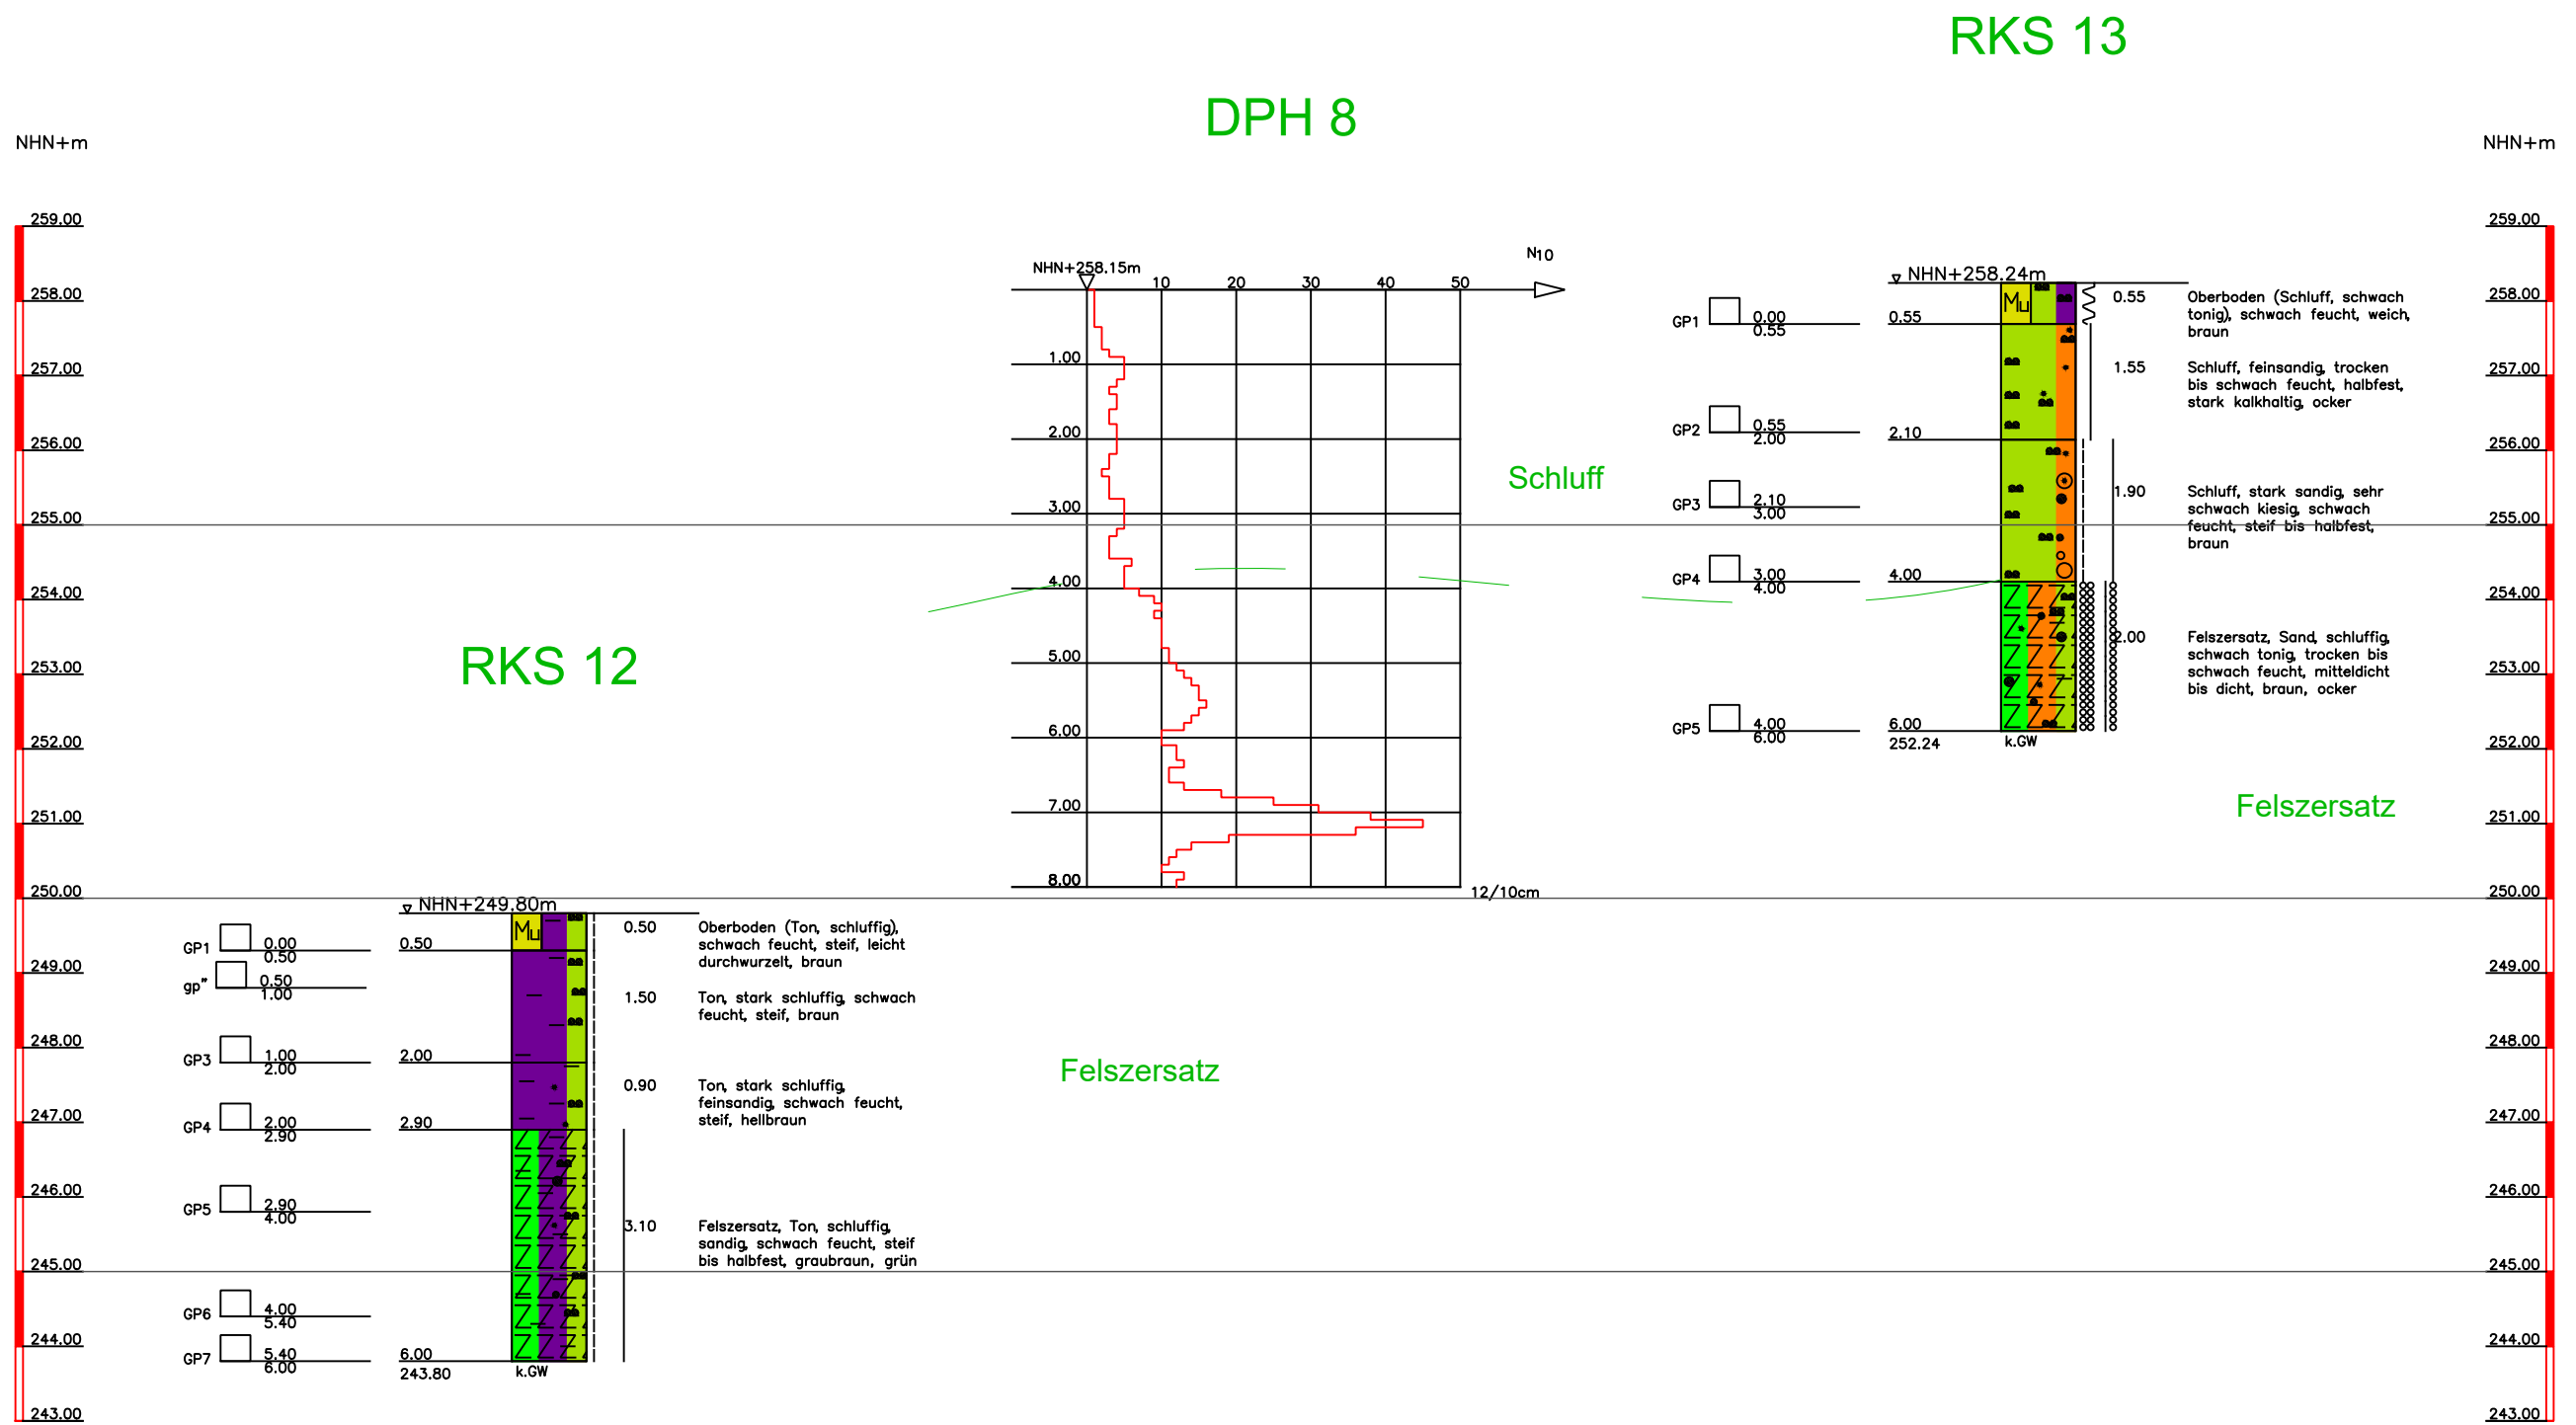 RKS 13
DPH 8
NHN+m
NHN+m
259.00
258.00
257.00
256.00
255.00
254.00
253.00
252.00
251.00
250.00
249.00
248.00
247.00
246.00
245.00
244.00
243.00
RKS 12
NHN+249.80m
GP1 0.00
0.50
gp" 0.50
1.00
GP3 1.00
2.00
GP4 2.00
2.90
GP5 2.90
4.00
GP6 4.00
5.40
GP7 5.40
6.00
0.50
2.00
2.90
6.00
243.80
Mu
k.GW
0.50 Oberboden (Ton, schluffig),
schwach feucht, steif, leicht
durchwurzelt, braun
1.50 Ton, stark schluffig, schwach
feucht, steif, braun
0.90 Ton, stark schluffig,
feinsandig, schwach feucht,
steif, hellbraun
3.10 Felszersatz, Ton, schluffig,
sandig, schwach feucht, steif
bis halbfest, graubraun, grün
N10
NHN+258.15m
10 20 30 40 50
1.00
2.00
3.00
4.00
5.00
6.00
7.00
8.00
12/10cm
Schluff
Felszersatz
NHN+258.24m
GP1 0.00
0.55
GP2 0.55
2.00
GP3 2.10
3.00
GP4 3.00
4.00
GP5 4.00
6.00
0.55
2.10
4.00
6.00
252.24
Mu
k.GW
0.55 Oberboden (Schluff, schwach
tonig), schwach feucht, weich,
braun
1.55 Schluff, feinsandig, trocken
bis schwach feucht, halbfest,
stark kalkhaltig, ocker
1.90 Schluff, stark sandig, sehr
schwach kiesig, schwach
feucht, steif bis halbfest,
braun
2.00 Felszersatz, Sand, schluffig,
schwach tonig, trocken bis
schwach feucht, mitteldicht
bis dicht, braun, ocker
Felszersatz
259.00
258.00
257.00
256.00
255.00
254.00
253.00
252.00
251.00
250.00
249.00
248.00
247.00
246.00
245.00
244.00
243.00